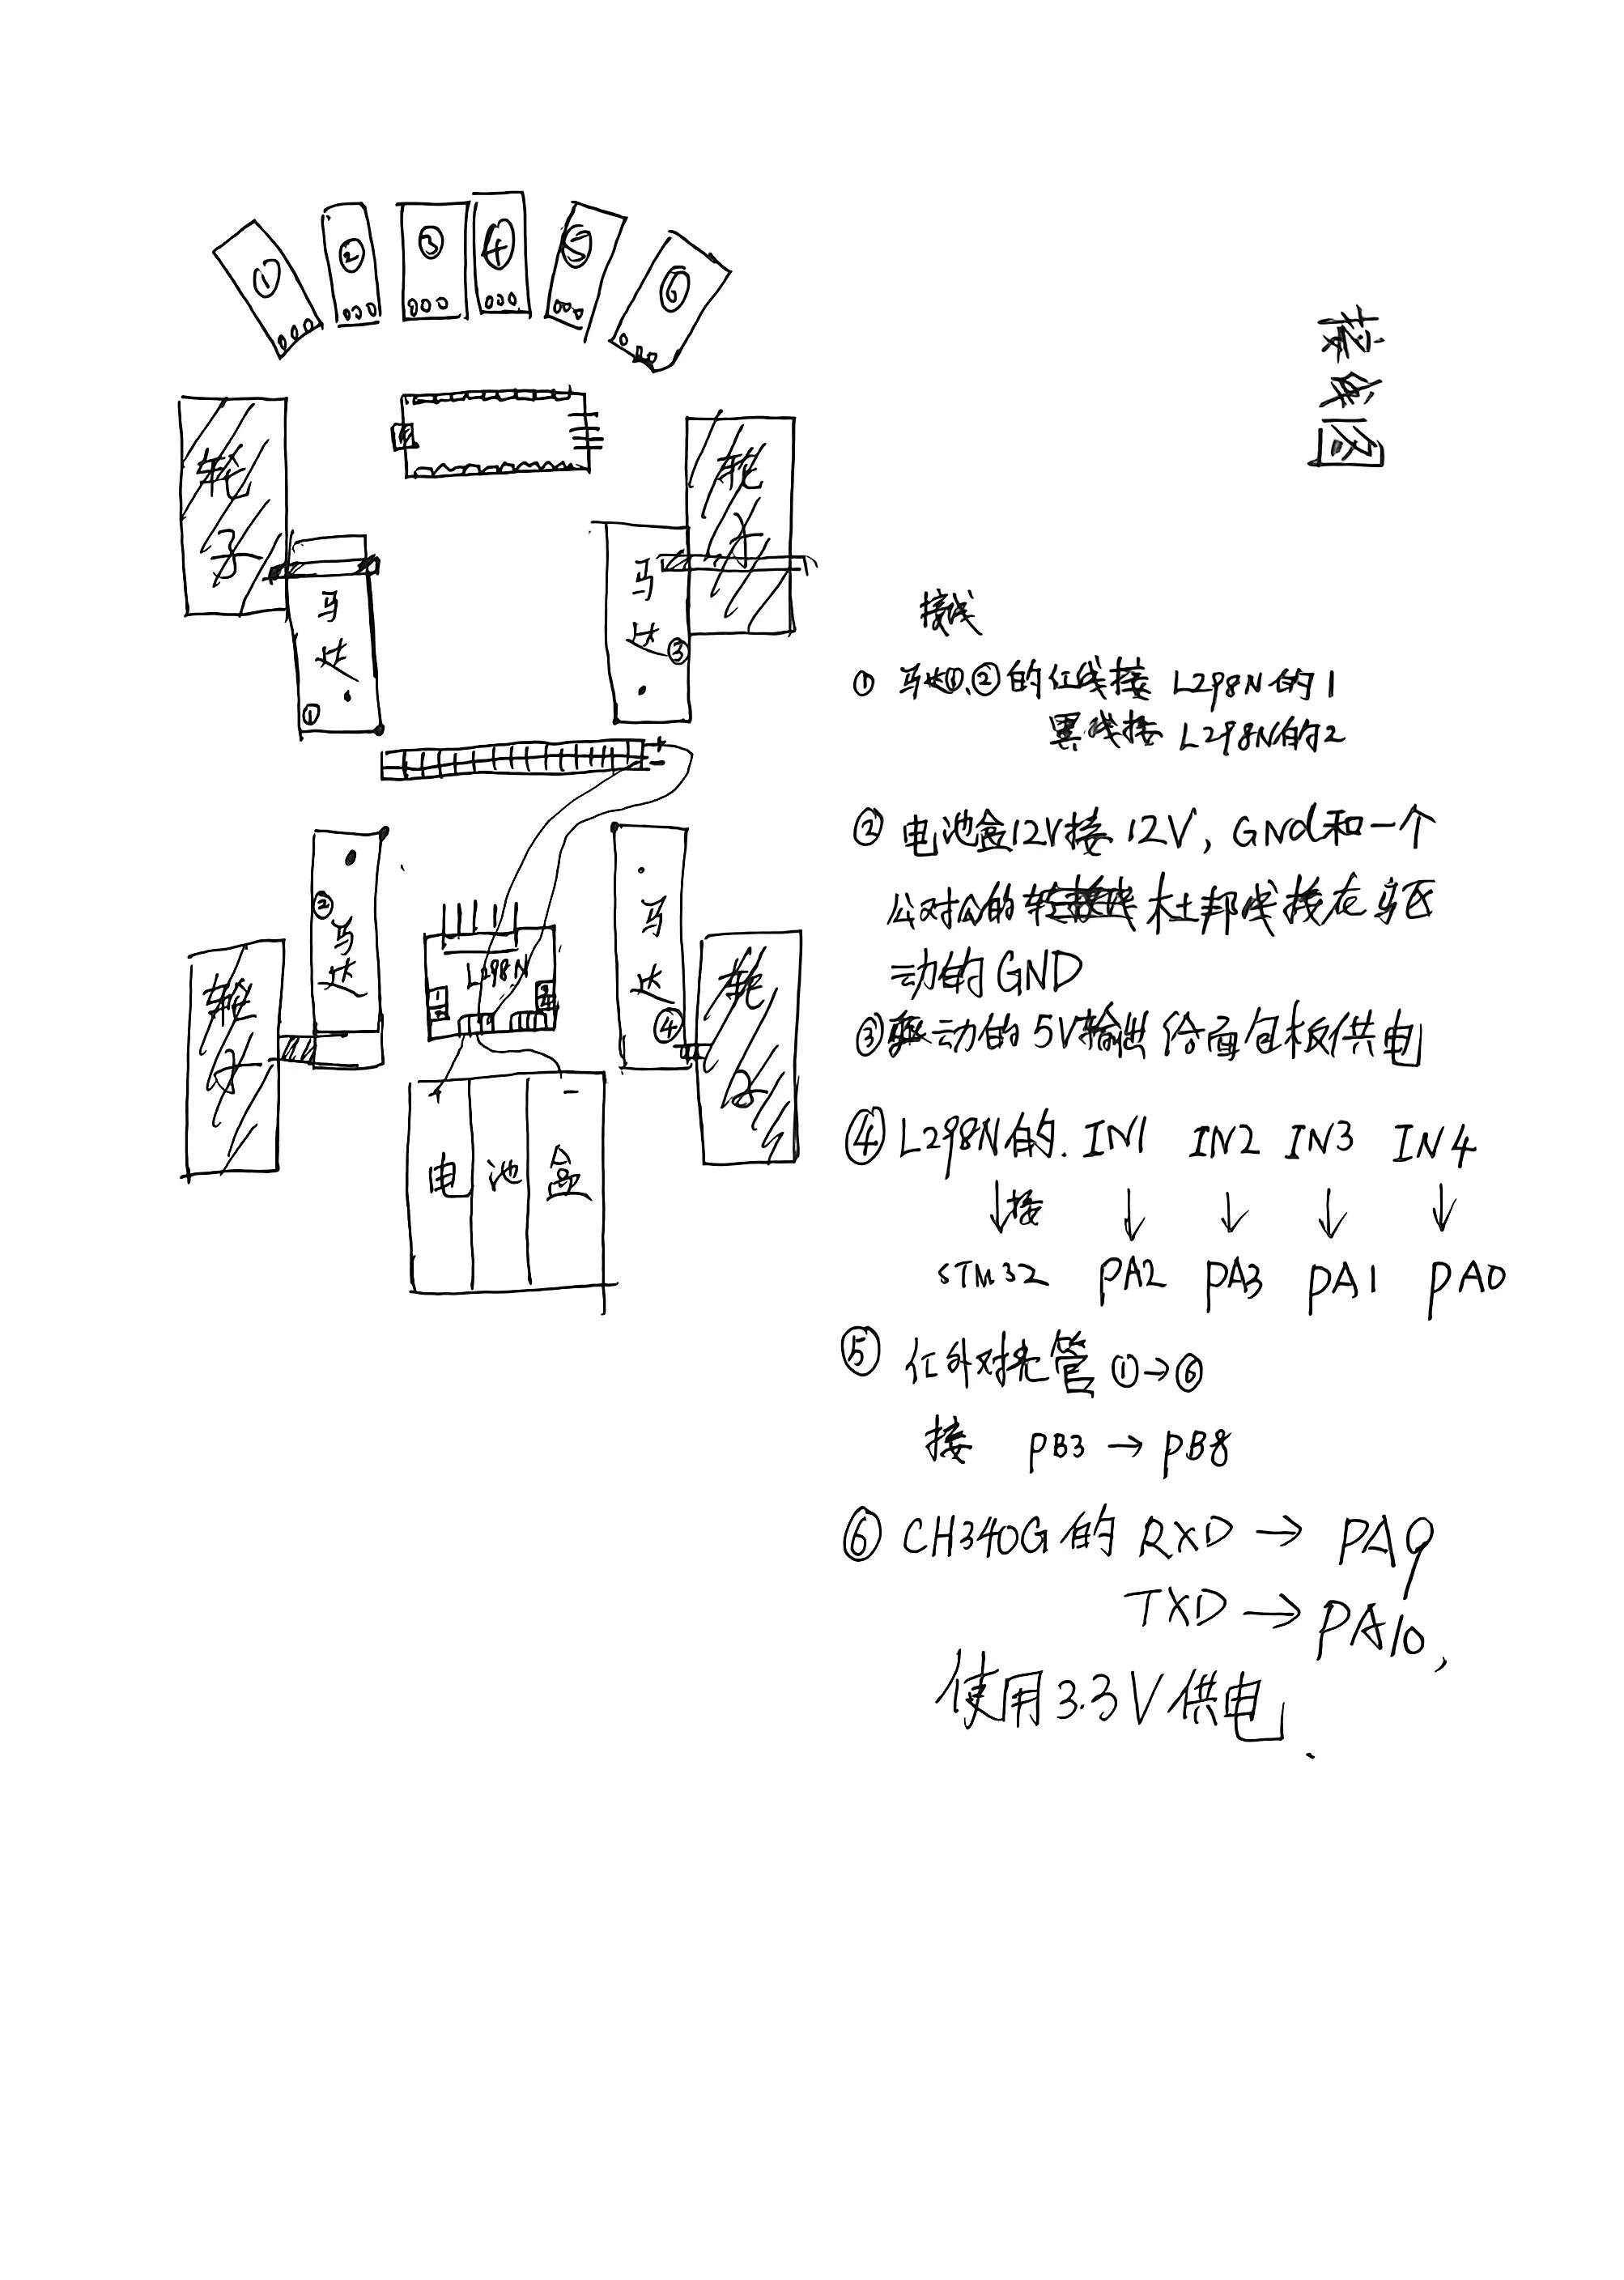 ① ② ③ ④ ⑤ ⑥
接线图
轮子
轮子
马达
①
马达
③
+
-
②
马达
L298N
马达
④
轮子
轮子
+ -
电池盒
接线
① 马达①、②的红线接 L298N的1
黑线接 L298N的2
② 电池盒12V接 12V, GNd和一个
公对公的杜邦线接在驱
动的GND
③驱动的5V输出给面包板供电
④ L298N的. IN1 IN2 IN3 IN4
↓接 ↓ ↓ ↓ ↓
STM32 PA2 PA3 PA1 PA0
⑤ 红外对光管 ①→⑥
接 PB3 → PB8
⑥ CH340G的 RXD → PA9
TXD → PA10,
使用3.3V供电.